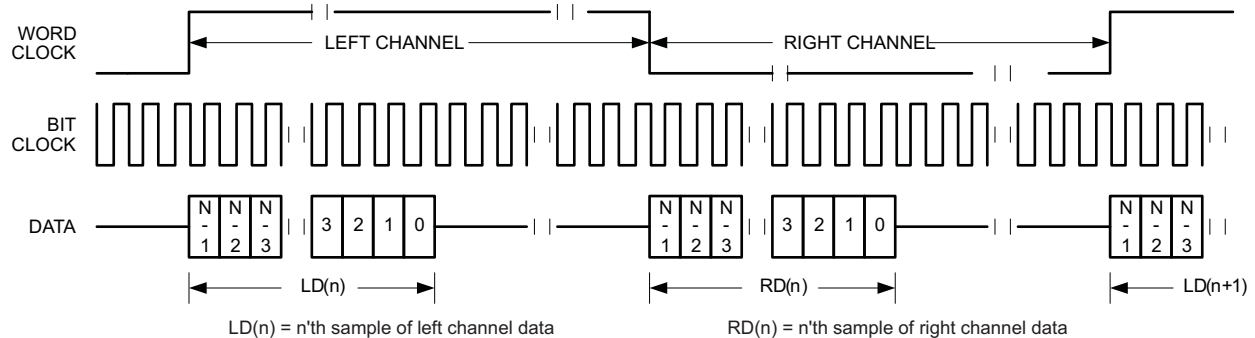 WORD
CLOCK
LEFT CHANNEL
RIGHT CHANNEL
BIT
CLOCK
DATA
N
-
1
N
-
2
N
-
3
3
2
1
0
N
-
1
N
-
2
N
-
3
3
2
1
0
N
-
1
N
-
2
N
-
3
LD(n)
RD(n)
LD(n+1)
LD(n) = n'th sample of left channel data
RD(n) = n'th sample of right channel data